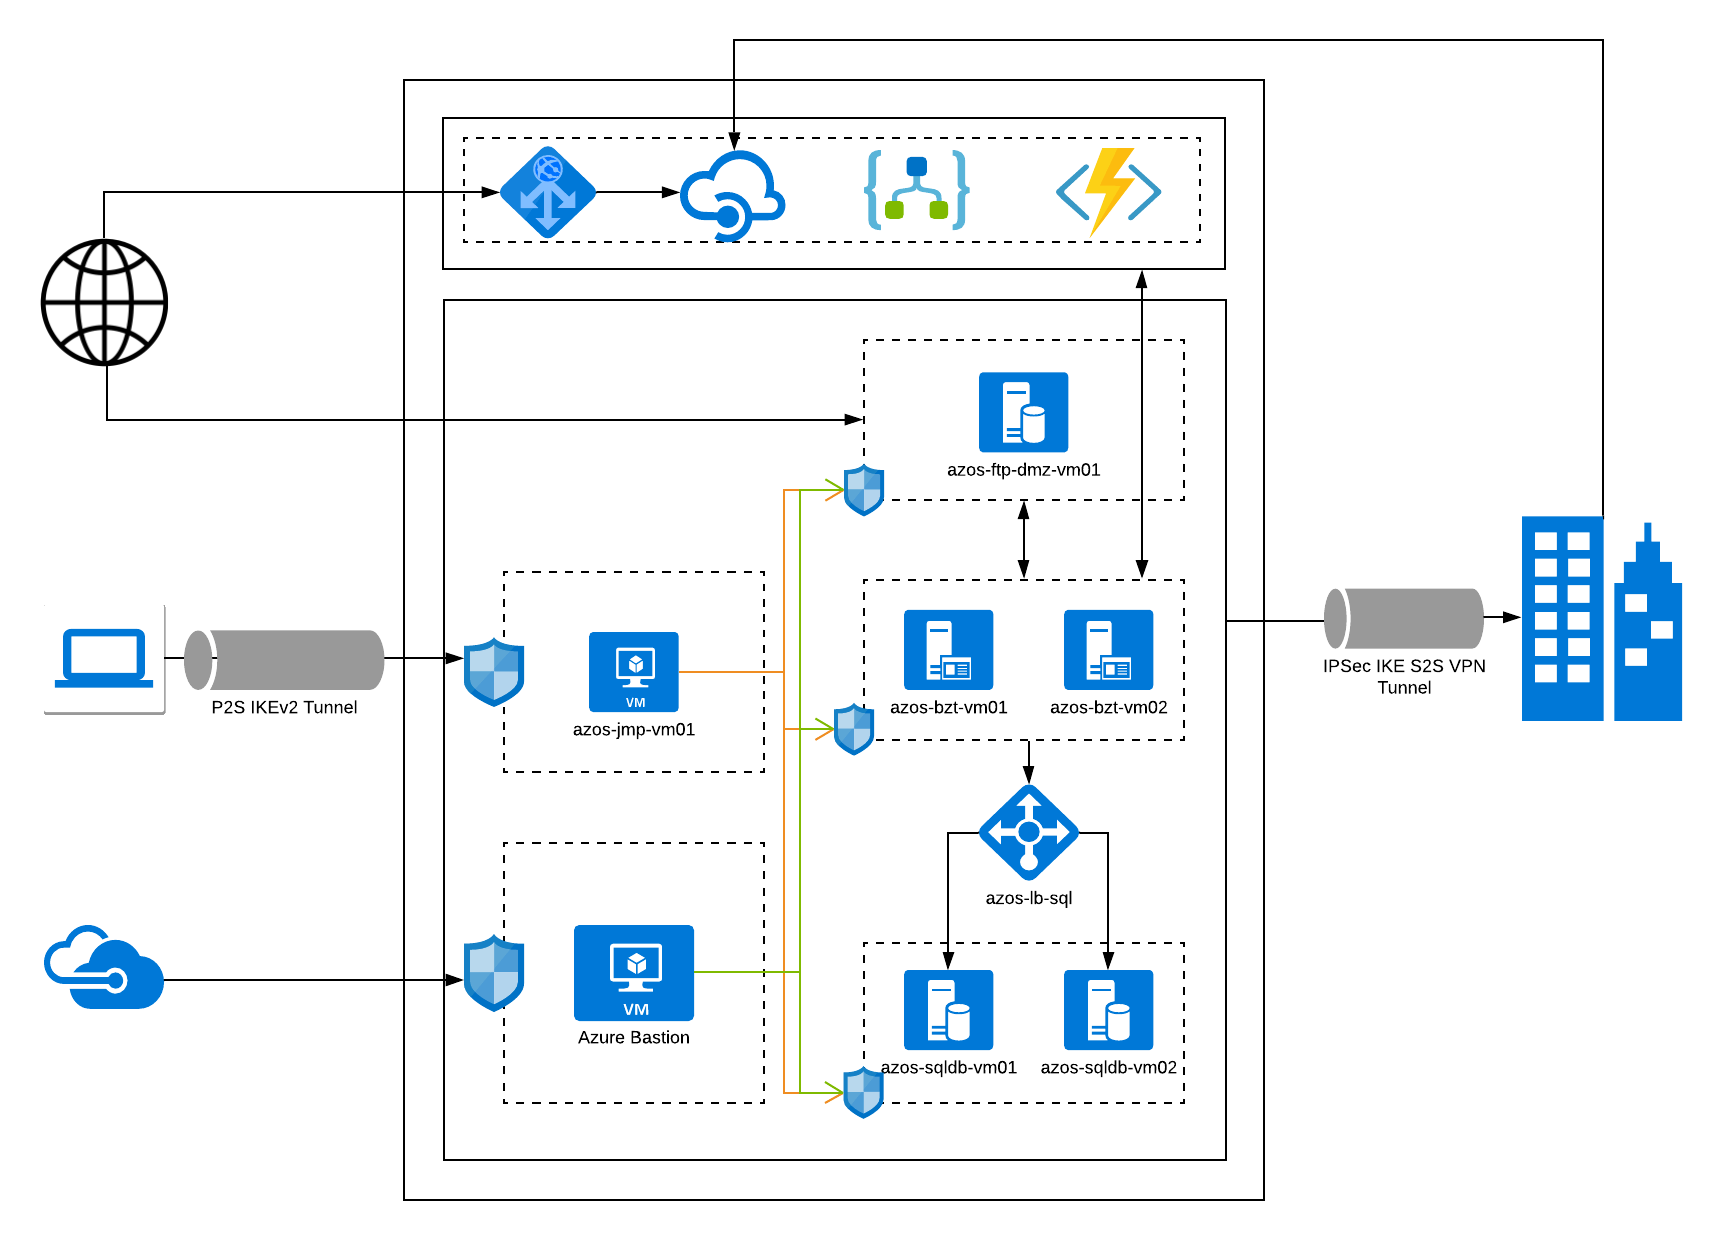 azos-ftp-dmz-vm01
P2S IKEv2 Tunnel
VM
azos-jmp-vm01
azos-bzt-vm01
azos-bzt-vm02
IPSec IKE S2S VPN
Tunnel
azos-lb-sql
VM
Azure Bastion
azos-sqldb-vm01
azos-sqldb-vm02